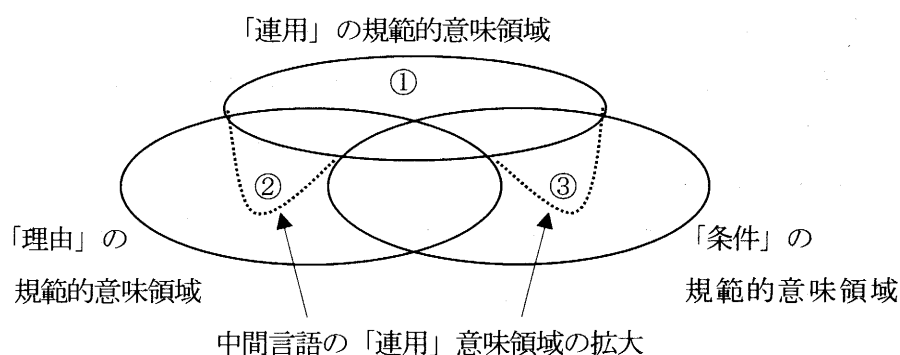 「連用」の規範的意味領域
①
②
③
「理由」の
規範的意味領域
「条件」の
規範的意味領域
中間言語の「連用」意味領域の拡大